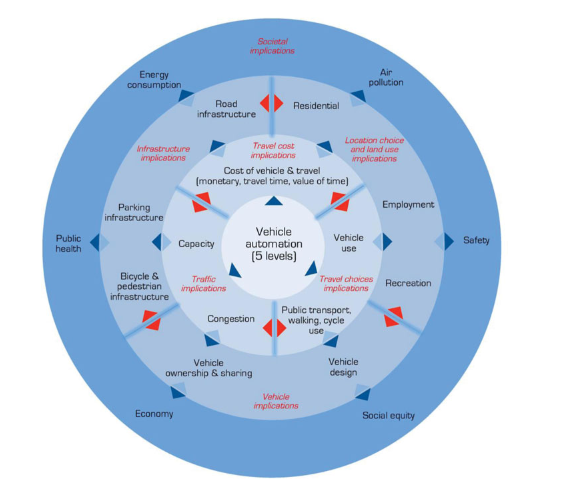 Societal
implications
Energy
consumption
Air
pollution
Road
infrastructure
Residential
Infrastructure
implications
Travel cost
implications
Location choice
and land use
implications
Cost of vehicle & travel
(monetary, travel time, value of time)
Parking
infrastructure
Employment
Public
health
Capacity
Vehicle
automation
(5 levels)
Vehicle
use
Safety
Bicycle &
pedestrian
infrastructure
Traffic
implications
Travel choices
implications
Recreation
Congestion
Public transport,
walking, cycle
use
Vehicle
ownership & sharing
Vehicle
design
Vehicle
implications
Economy
Social equity